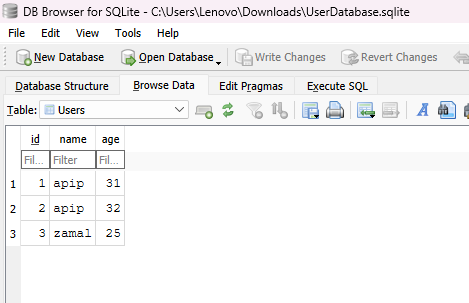 DB Browser for SQLite - C:\Users\Lenovo\Downloads\UserDatabase.sqlite
File Edit View Tools Help
New Database Open Database Write Changes Revert Changes
Database Structure Browse Data Edit Pragmas Execute SQL
Table: Users
id name age
Fil... Filter Fil...
1 1 apip 31
2 2 apip 32
3 3 zamal 25